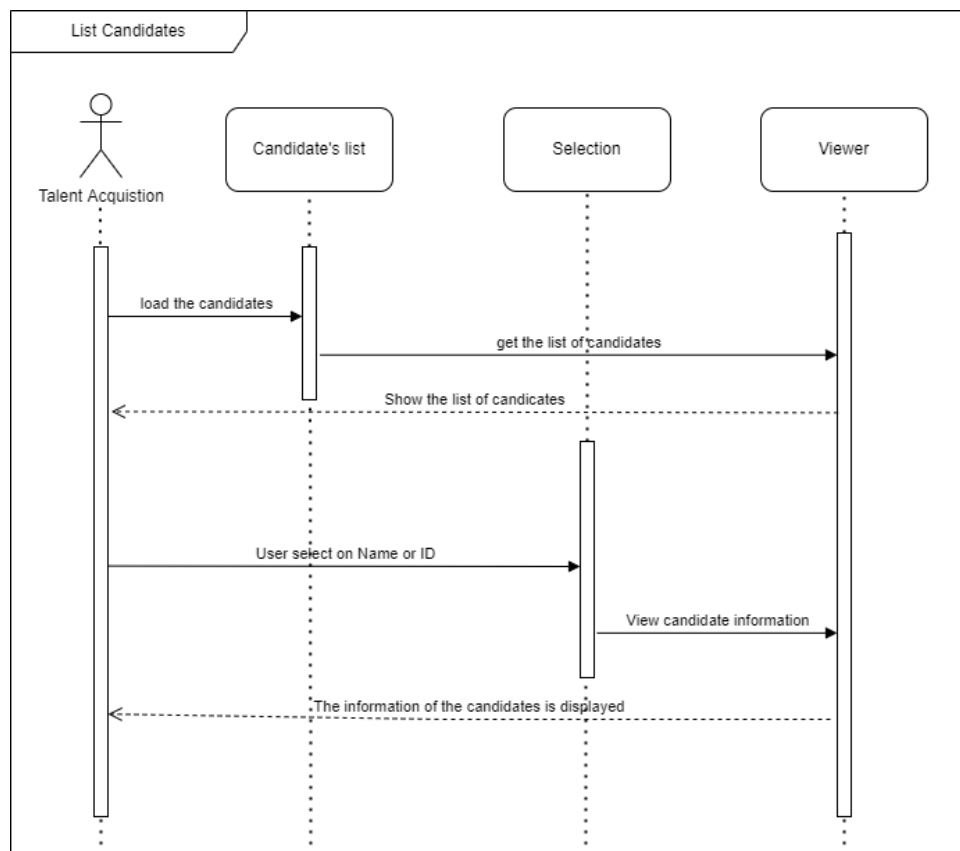 List Candidates
Candidate's list
Selection
Viewer
Talent Acquistion
load the candidates
get the list of candidates
Show the list of candicates
User select on Name or ID
View candidate information
The information of the candidates is displayed